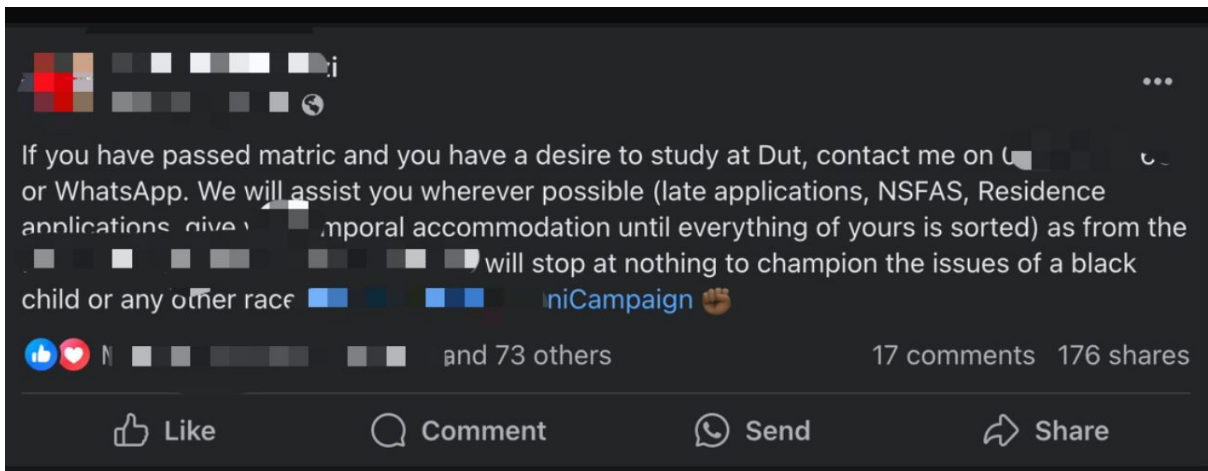 If you have passed matric and you have a desire to study at Dut, contact me on
or WhatsApp. We will assist you wherever possible (late applications, NSFAS, Residence
applications, give accommodation until everything of yours is sorted) as from the
will stop at nothing to champion the issues of a black
child or any other race niCampaign ✊🏾
and 73 others
17 comments 176 shares
Like Comment Send Share